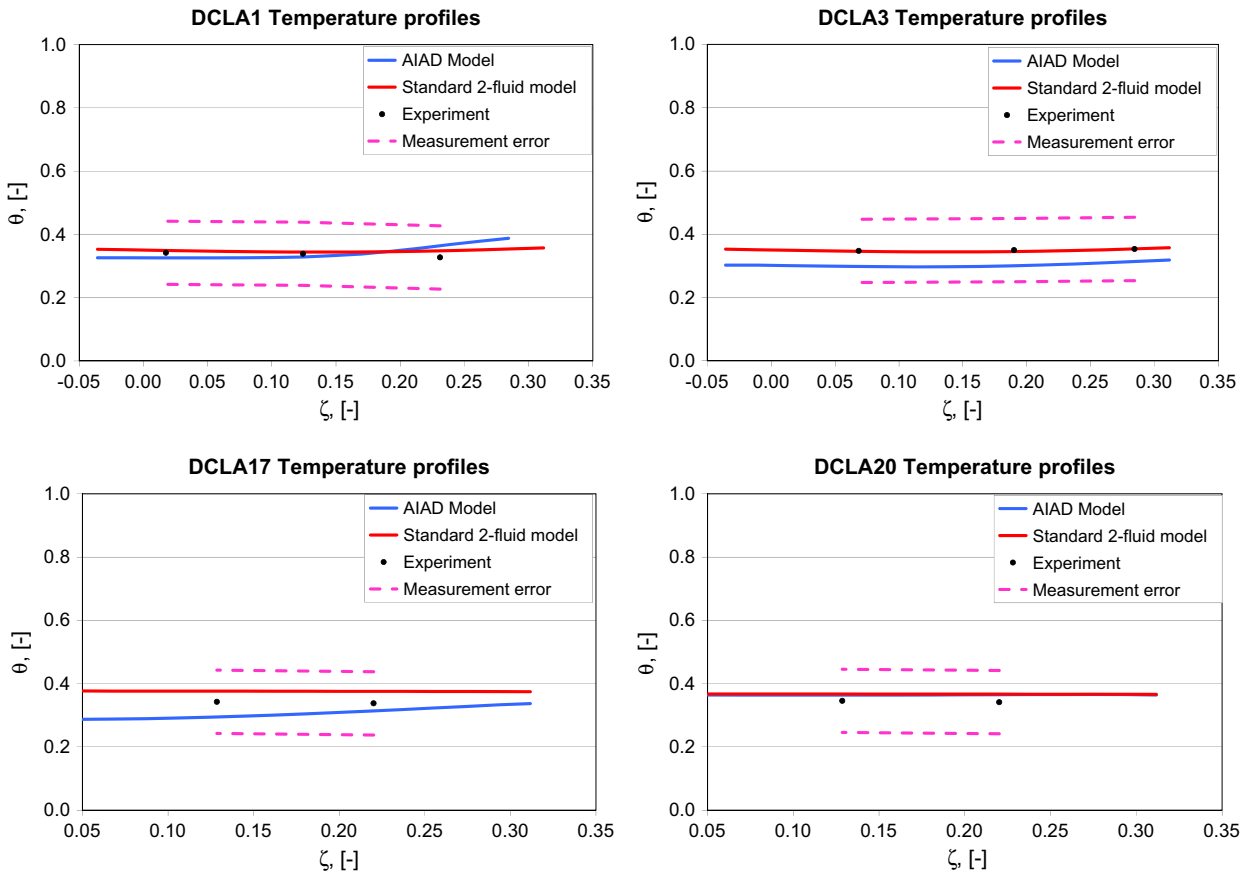 DCLA1 Temperature profiles
1.0
0.8
0.6
0.4
0.2
0.0
θ, [-]
-0.05 0.00 0.05 0.10 0.15 0.20 0.25 0.30 0.35
ζ, [-]
AIAD Model
Standard 2-fluid model
Experiment
Measurement error
DCLA3 Temperature profiles
1.0
0.8
0.6
0.4
0.2
0.0
θ, [-]
-0.05 0.00 0.05 0.10 0.15 0.20 0.25 0.30 0.35
ζ, [-]
AIAD Model
Standard 2-fluid model
Experiment
Measurement error
DCLA17 Temperature profiles
1.0
0.8
0.6
0.4
0.2
0.0
θ, [-]
0.05 0.10 0.15 0.20 0.25 0.30 0.35
ζ, [-]
AIAD Model
Standard 2-fluid model
Experiment
Measurement error
DCLA20 Temperature profiles
1.0
0.8
0.6
0.4
0.2
0.0
θ, [-]
0.05 0.10 0.15 0.20 0.25 0.30 0.35
ζ, [-]
AIAD Model
Standard 2-fluid model
Experiment
Measurement error